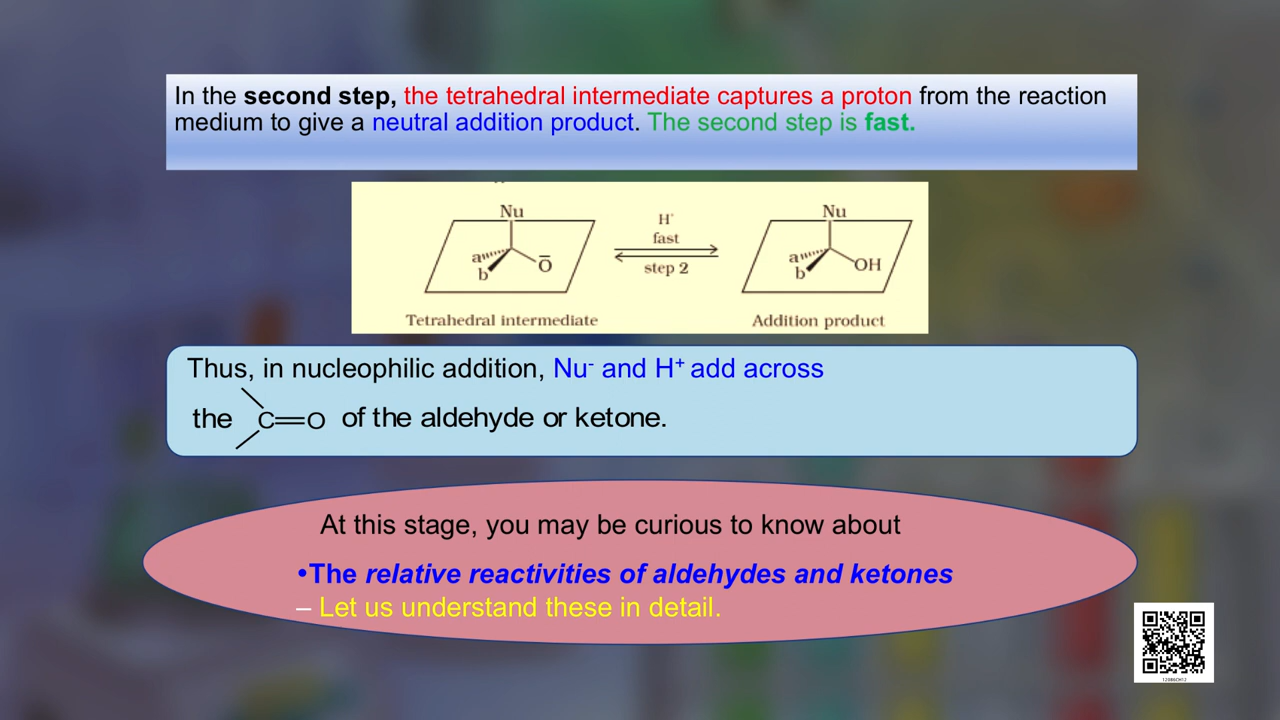 In the second step, the tetrahedral intermediate captures a proton from the reaction
medium to give a neutral addition product. The second step is fast.
Nu
a
b
Ō
H⁺
fast
step 2
Nu
a
b
OH
Tetrahedral intermediate
Addition product
Thus, in nucleophilic addition, Nu⁻ and H⁺ add across
the C=O of the aldehyde or ketone.
At this stage, you may be curious to know about
•The relative reactivities of aldehydes and ketones
– Let us understand these in detail.